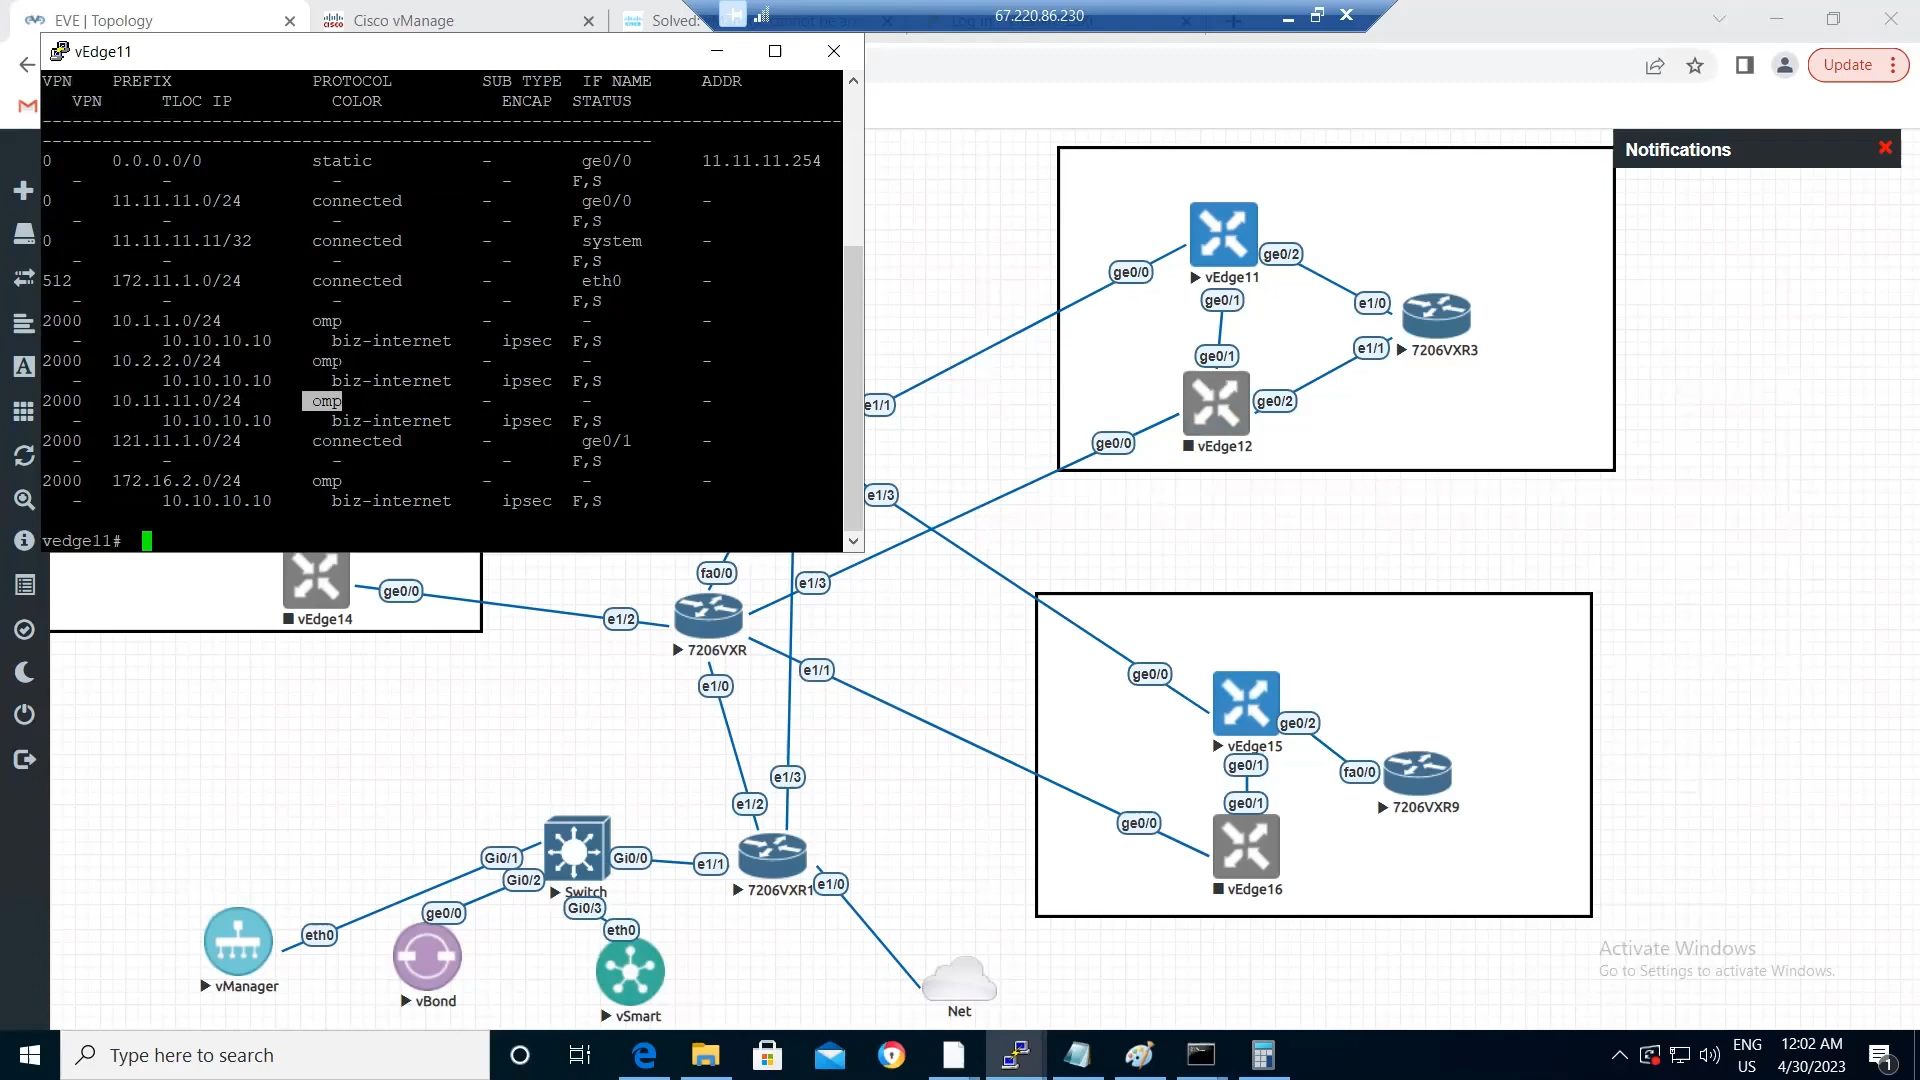 EVE | Topology
Cisco vManage
Solved:
67.220.86.230
Update
vEdge11
VPN PREFIX PROTOCOL SUB TYPE IF NAME ADDR
VPN TLOC IP COLOR ENCAP STATUS
--------------------------------------------------------------------------------
-------------------------------------------------------------
0 0.0.0.0/0 static - ge0/0 11.11.11.254
- - - - F,S
0 11.11.11.0/24 connected - ge0/0 -
- - - - F,S
0 11.11.11.11/32 connected - system -
- - - - F,S
512 172.11.1.0/24 connected - eth0 -
- - - - F,S
2000 10.1.1.0/24 omp - - -
- 10.10.10.10 biz-internet ipsec F,S
2000 10.2.2.0/24 omp - - -
- 10.10.10.10 biz-internet ipsec F,S
2000 10.11.11.0/24 omp - - -
- 10.10.10.10 biz-internet ipsec F,S
2000 121.11.1.0/24 connected - ge0/1 -
- - - - F,S
2000 172.16.2.0/24 omp - - -
- 10.10.10.10 biz-internet ipsec F,S
vedge11#
Notifications
ge0/0
vEdge11
ge0/2
ge0/1
e1/0
7206VXR3
e1/1
ge0/1
ge0/2
vEdge12
ge0/0
e1/1
e1/3
vEdge14
ge0/0
e1/2
fa0/0
7206VXR
e1/3
e1/1
e1/0
ge0/0
vEdge15
ge0/2
ge0/1
fa0/0
7206VXR9
ge0/1
ge0/0
vEdge16
e1/3
e1/2
Gi0/1
Gi0/0
e1/1
7206VXR1
e1/0
Gi0/2
Switch
Gi0/3
ge0/0
eth0
eth0
vManager
vBond
vSmart
Net
Activate Windows
Go to Settings to activate Windows.
Type here to search
ENG
US
12:02 AM
4/30/2023
1